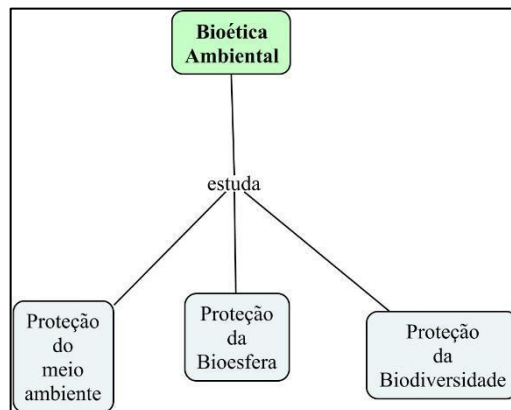 Bioética
Ambiental
estuda
Proteção
do
meio
ambiente
Proteção
da
Bioesfera
Proteção
da
Biodiversidade